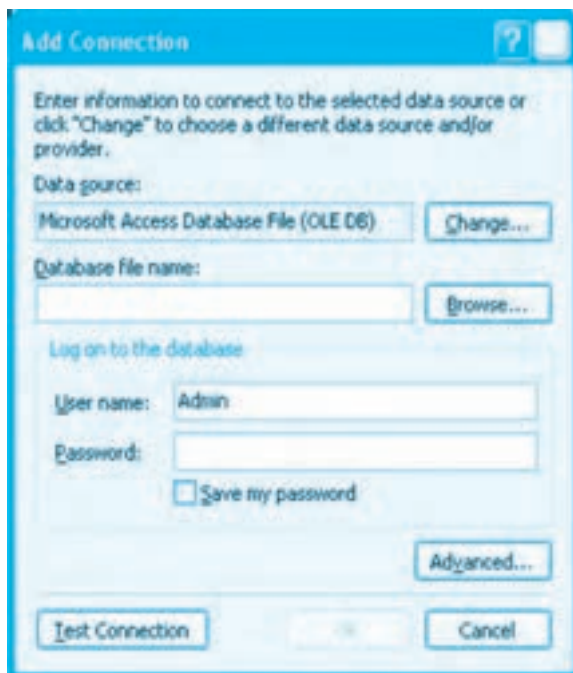 Add Connection ?
Enter information to connect to the selected data source or
click "Change" to choose a different data source and/or
provider.
Data source:
Microsoft Access Database File (OLE DB)
Change...
Database file name:
Browse...
Log on to the database
User name: Admin
Password:
Save my password
Advanced...
Test Connection
Cancel